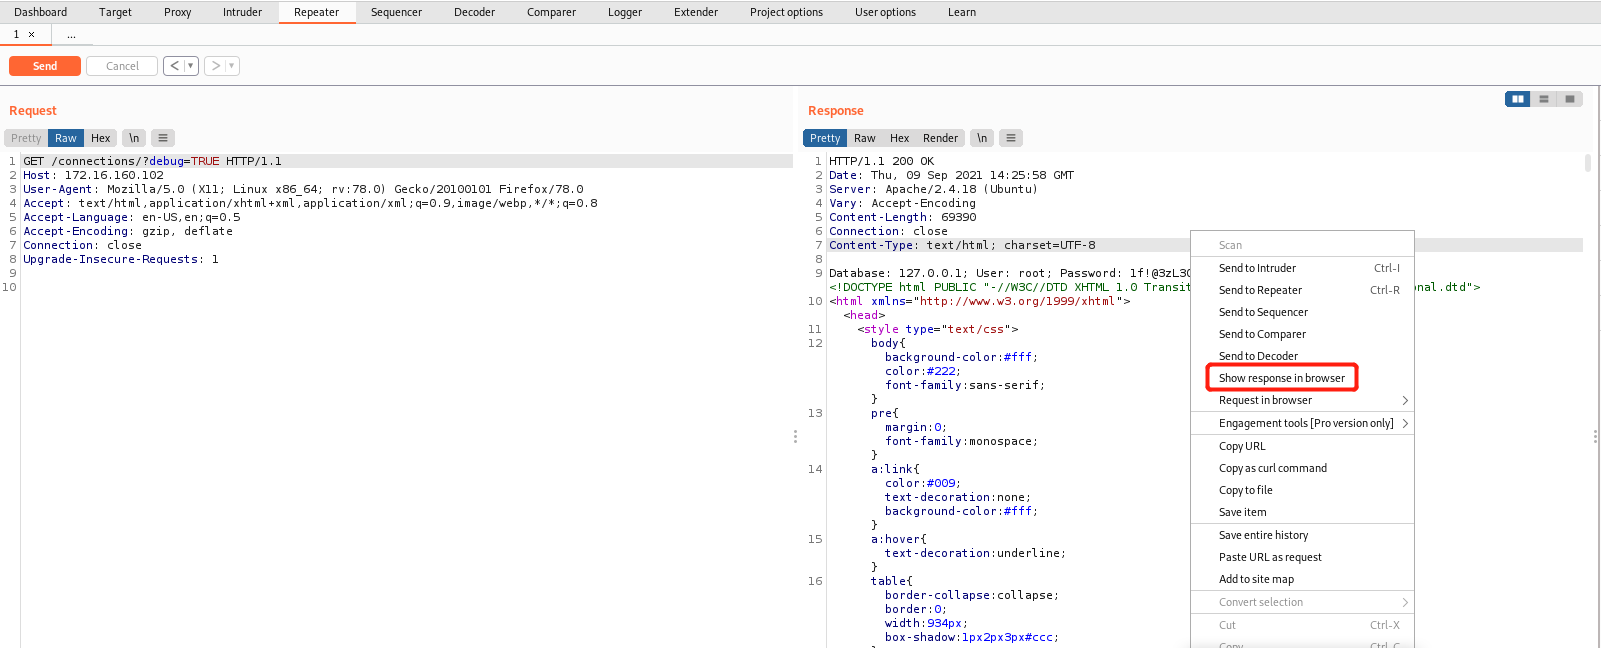 Dashboard Target Proxy Intruder Repeater Sequencer Decoder Comparer Logger Extender Project options User options Learn
1 × ...
Send Cancel < ▼ > ▼
Request
Pretty Raw Hex \n ≡
1 GET /connections/?debug=TRUE HTTP/1.1
2 Host: 172.16.160.102
3 User-Agent: Mozilla/5.0 (X11; Linux x86_64; rv:78.0) Gecko/20100101 Firefox/78.0
4 Accept: text/html,application/xhtml+xml,application/xml;q=0.9,image/webp,*/*;q=0.8
5 Accept-Language: en-US,en;q=0.5
6 Accept-Encoding: gzip, deflate
7 Connection: close
8 Upgrade-Insecure-Requests: 1
9
10
Response
Pretty Raw Hex Render \n ≡
1 HTTP/1.1 200 OK
2 Date: Thu, 09 Sep 2021 14:25:58 GMT
3 Server: Apache/2.4.18 (Ubuntu)
4 Vary: Accept-Encoding
5 Content-Length: 69390
6 Connection: close
7 Content-Type: text/html; charset=UTF-8
8
9 Database: 127.0.0.1; User: root; Password:
<!DOCTYPE html PUBLIC "-//W3C//DTD XHTML 1.0 Transit onal.dtd">
10 <html xmlns="http://www.w3.org/1999/xhtml">
<head>
11 <style type="text/css">
12 body{
background-color:#fff;
color:#222;
font-family:sans-serif;
}
13 pre{
margin:0;
font-family:monospace;
}
14 a:link{
color:#009;
text-decoration:none;
background-color:#fff;
}
15 a:hover{
text-decoration:underline;
}
16 table{
border-collapse:collapse;
border:0;
width:934px;
box-shadow:1px2px3px#ccc;
Scan
Send to Intruder Ctrl-I
Send to Repeater Ctrl-R
Send to Sequencer
Send to Comparer
Send to Decoder
Show response in browser
Request in browser >
Engagement tools [Pro version only] >
Copy URL
Copy as curl command
Copy to file
Save item
Save entire history
Paste URL as request
Add to site map
Convert selection >
Cut Ctrl-X
Copy Ctrl-C